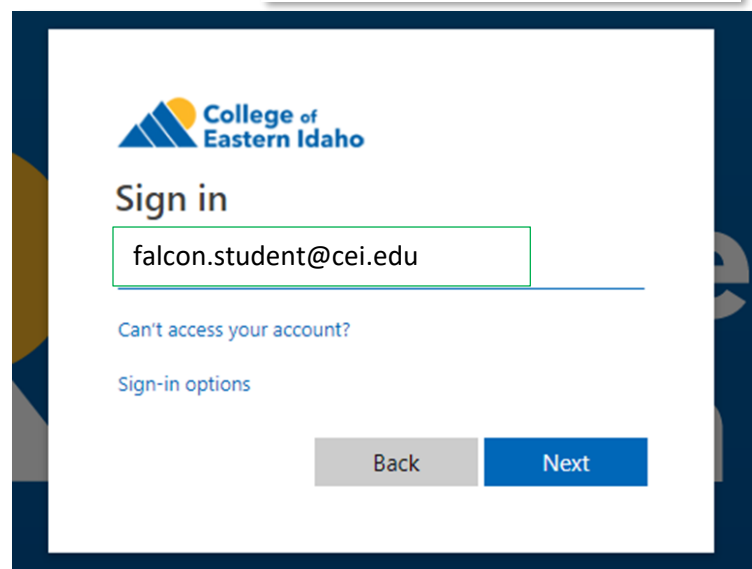 College of
Eastern Idaho
Sign in
falcon.student@cei.edu
Can't access your account?
Sign-in options
Back
Next